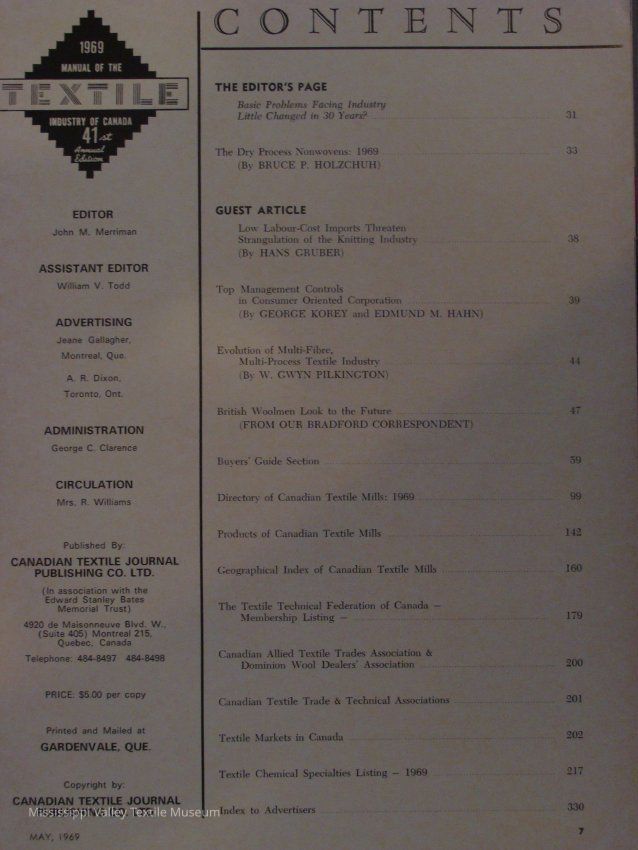 1969
MANUAL OF THE
TEXTILE
INDUSTRY OF CANADA
41st
Annual
Edition
EDITOR
John M. Merriman
ASSISTANT EDITOR
William V. Todd
ADVERTISING
Jeane Gallagher,
Montreal, Que.
A. R. Dixon,
Toronto, Ont.
ADMINISTRATION
George C. Clarence
CIRCULATION
Mrs. R. Williams
Published By:
CANADIAN TEXTILE JOURNAL
PUBLISHING CO. LTD.
(In association with the
Edward Stanley Bates
Memorial Trust)
4920 de Maisonneuve Blvd. W.,
(Suite 405) Montreal 215,
Quebec, Canada
Telephone: 484-8497 484-8498
PRICE: $5.00 per copy
Printed and Mailed at
GARDENVALE, QUE.
Copyright by:
CANADIAN TEXTILE JOURNAL
Mississippi Valley Textile Museum
MAY, 1969
CONTENTS
THE EDITOR'S PAGE
Basic Problems Facing Industry
Little Changed in 30 Years? 31
The Dry Process Nonwovens: 1969 33
(By BRUCE P. HOLZCHUH)
GUEST ARTICLE
Low Labour-Cost Imports Threaten
Strangulation of the Knitting Industry 38
(By HANS GRUBER)
Top Management Controls
in Consumer Oriented Corporation 39
(By GEORGE KOREY and EDMUND M. HAHN)
Evolution of Multi-Fibre,
Multi-Process Textile Industry 44
(By W. GWYN PILKINGTON)
British Woolmen Look to the Future 47
(FROM OUR BRADFORD CORRESPONDENT)
Buyers' Guide Section 59
Directory of Canadian Textile Mills: 1969 99
Products of Canadian Textile Mills 142
Geographical Index of Canadian Textile Mills 160
The Textile Technical Federation of Canada —
Membership Listing — 179
Canadian Allied Textile Trades Association &
Dominion Wool Dealers' Association 200
Canadian Textile Trade & Technical Associations 201
Textile Markets in Canada 202
Textile Chemical Specialties Listing — 1969 217
Index to Advertisers 330
7